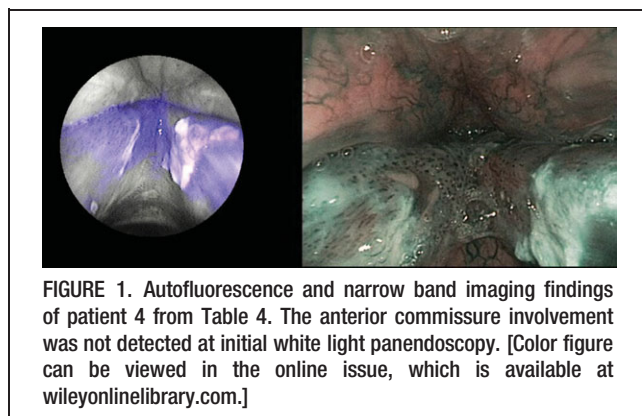 FIGURE 1. Autofluorescence and narrow band imaging findings
of patient 4 from Table 4. The anterior commissure involvement
was not detected at initial white light panendoscopy. [Color figure
can be viewed in the online issue, which is available at
wileyonlinelibrary.com.]